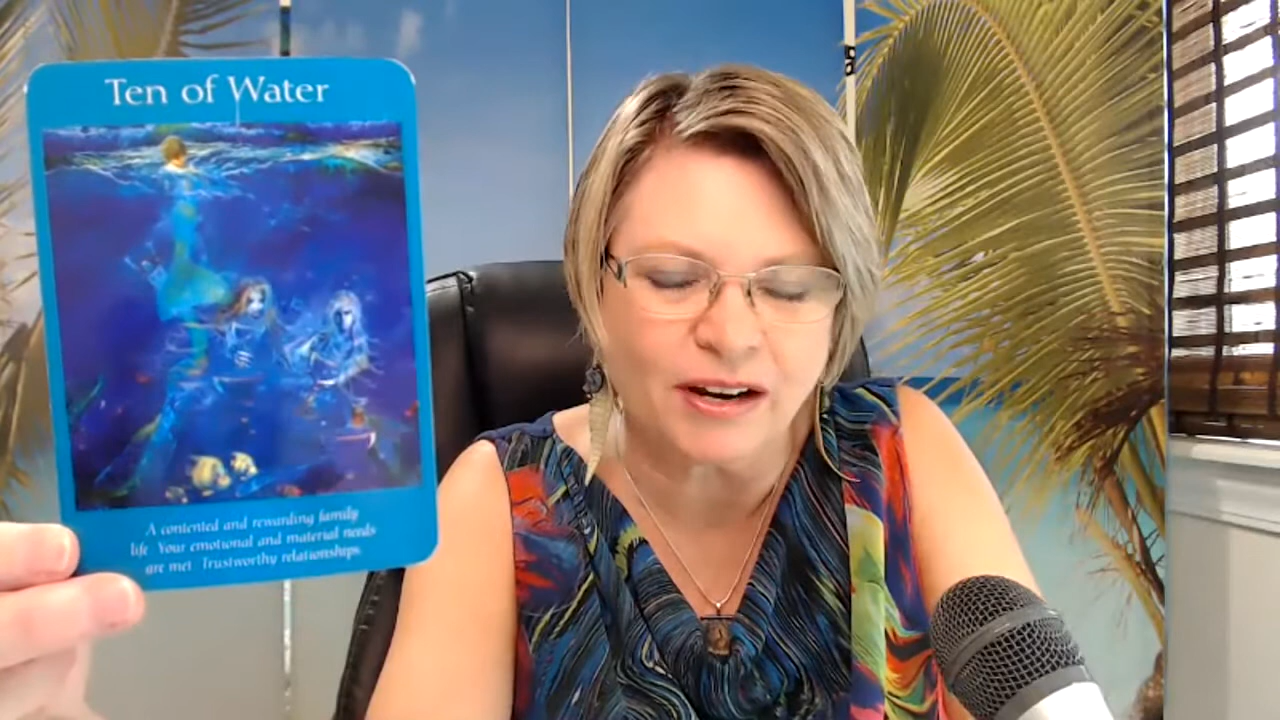 Ten of Water
A contented and rewarding family
life Your emotional and material needs
are met Trustworthy relationships.